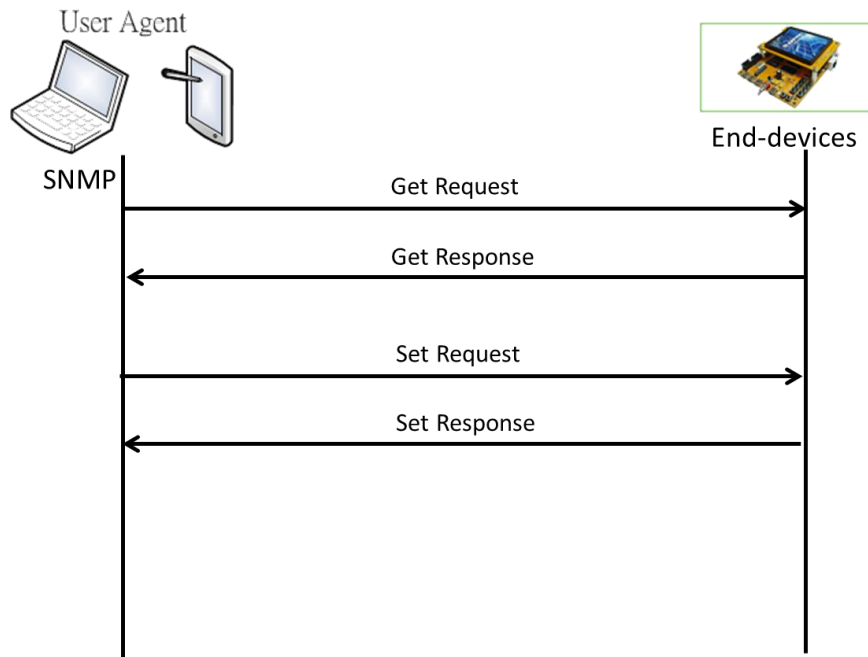 User Agent
End-devices
SNMP
Get Request
Get Response
Set Request
Set Response